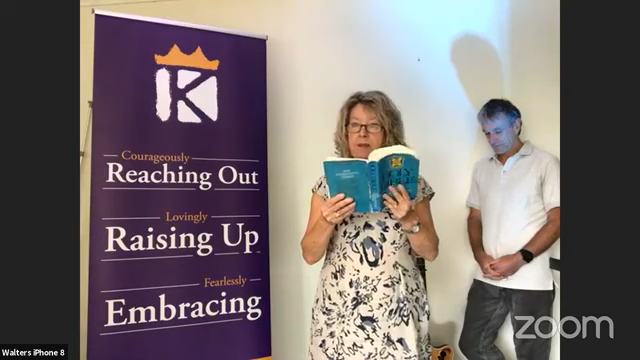 K
Courageously
Reaching Out
Lovingly
Raising Up
Fearlessly
Embracing
zoom
Walters iPhone 8